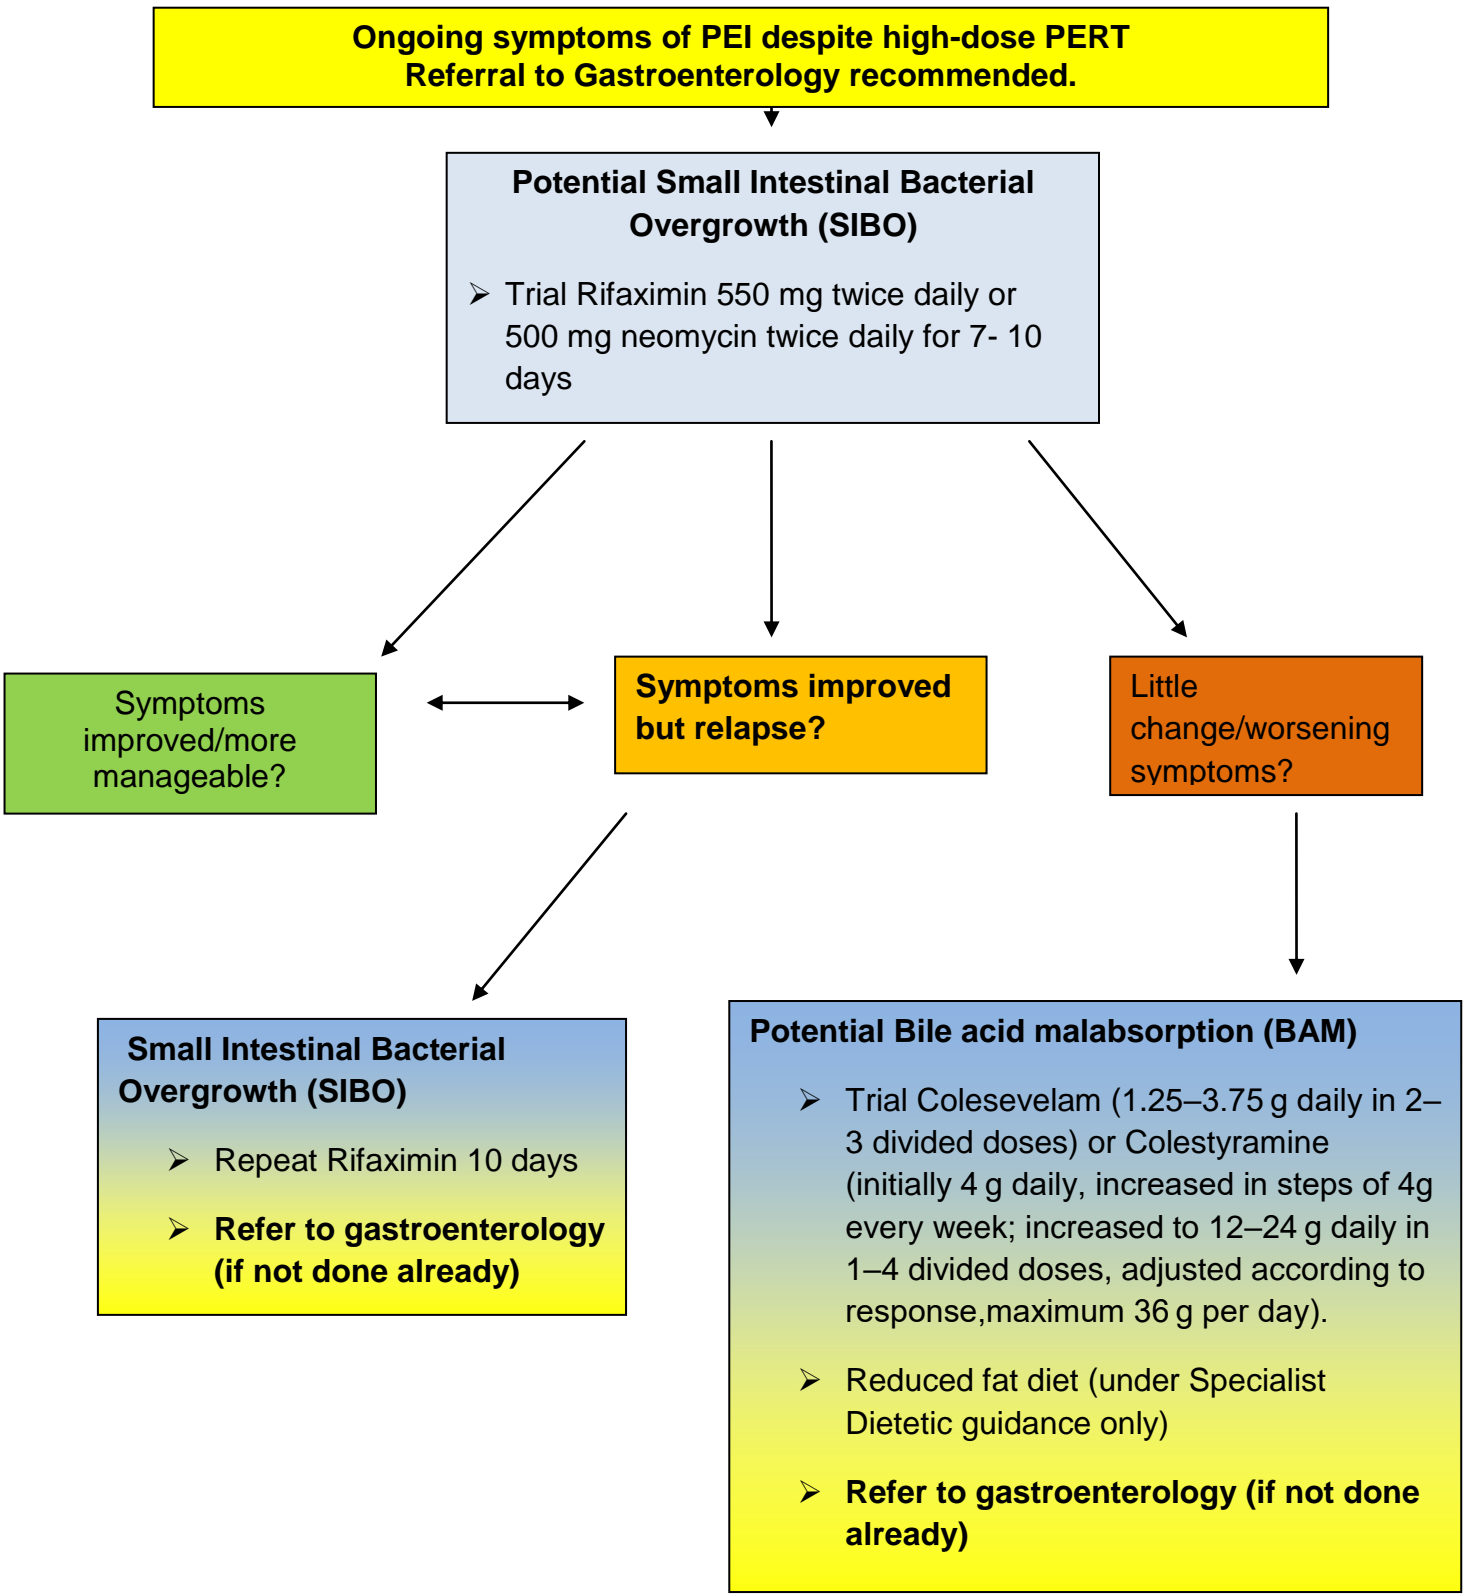 Ongoing symptoms of PEI despite high-dose PERT
Referral to Gastroenterology recommended.
Potential Small Intestinal Bacterial
Overgrowth (SIBO)
➢ Trial Rifaximin 550 mg twice daily or
500 mg neomycin twice daily for 7- 10
days
Symptoms
improved/more
manageable?
Symptoms improved
but relapse?
Little
change/worsening
symptoms?
Small Intestinal Bacterial
Overgrowth (SIBO)
➢ Repeat Rifaximin 10 days
➢ Refer to gastroenterology
(if not done already)
Potential Bile acid malabsorption (BAM)
➢ Trial Colesevelam (1.25–3.75 g daily in 2–
3 divided doses) or Colestyramine
(initially 4 g daily, increased in steps of 4g
every week; increased to 12–24 g daily in
1–4 divided doses, adjusted according to
response,maximum 36 g per day).
➢ Reduced fat diet (under Specialist
Dietetic guidance only)
➢ Refer to gastroenterology (if not done
already)